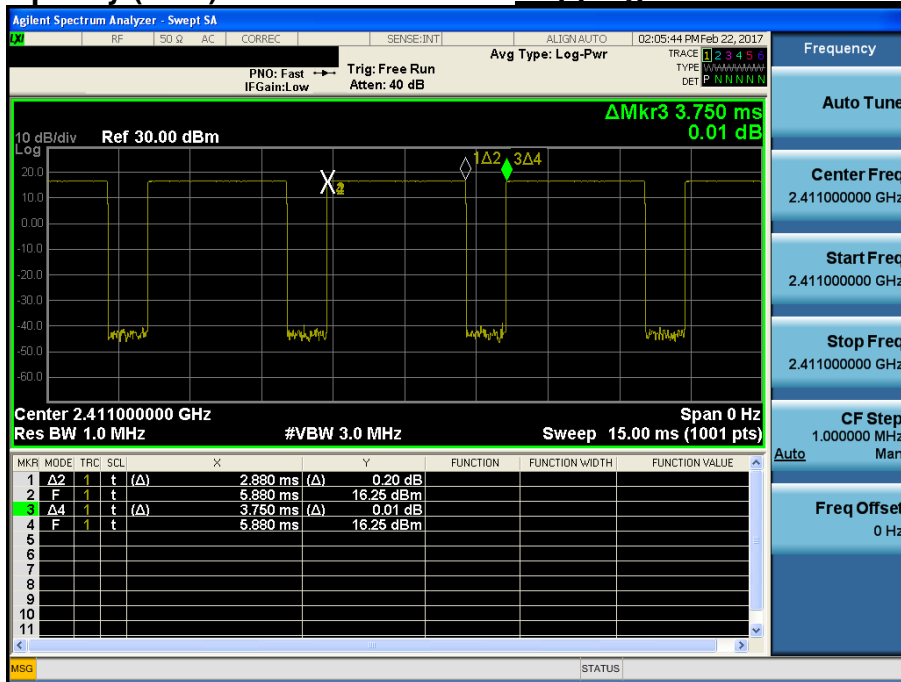 Agilent Spectrum Analyzer - Swept SA
LXI RF 50 Ω AC CORREC SENSE:INT ALIGN AUTO 02:05:44 PM Feb 22, 2017
Avg Type: Log-Pwr TRACE 1 2 3 4 5 6
PNO: Fast Trig: Free Run TYPE WWWWWW
IFGain:Low Atten: 40 dB DET P N N N N N
Frequency
Auto Tune
ΔMkr3 3.750 ms
0.01 dB
10 dB/div Ref 30.00 dBm
Log
20.0
10.0
0.00
-10.0
-20.0
-30.0
-40.0
-50.0
-60.0
1Δ2 3Δ4
Center Freq
2.411000000 GHz
Start Freq
2.411000000 GHz
Stop Freq
2.411000000 GHz
Center 2.411000000 GHz Span 0 Hz
Res BW 1.0 MHz #VBW 3.0 MHz Sweep 15.00 ms (1001 pts)
CF Step
1.000000 MHz
Auto Man
MKR MODE TRC SCL X Y FUNCTION FUNCTION WIDTH FUNCTION VALUE
1 Δ2 1 t (Δ) 2.880 ms (Δ) 0.20 dB
2 F 1 t 5.880 ms 16.25 dBm
3 Δ4 1 t (Δ) 3.750 ms (Δ) 0.01 dB
4 F 1 t 5.880 ms 16.25 dBm
5
6
7
8
9
10
11
Freq Offset
0 Hz
MSG STATUS